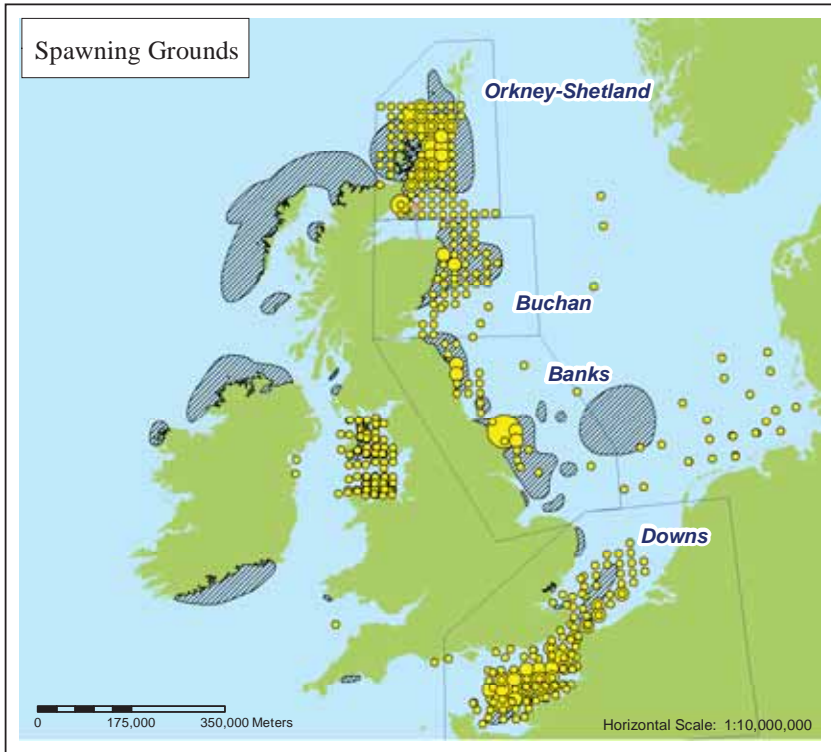 Spawning Grounds
Orkney-Shetland
Buchan
Banks
Downs
0 175,000 350,000 Meters
Horizontal Scale: 1:10,000,000